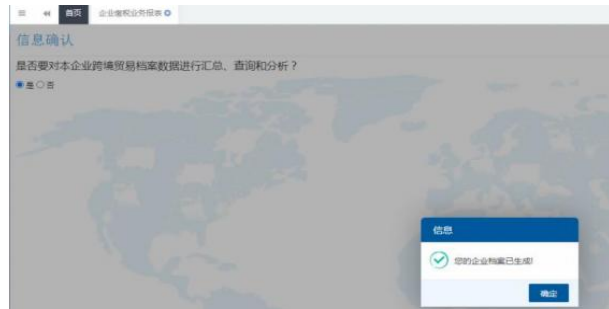 首页 企业缴税业务报表
信息确认
是否要对本企业跨境贸易档案数据进行汇总、查询和分析？
是 否
信息
您的企业档案已生成!
确定